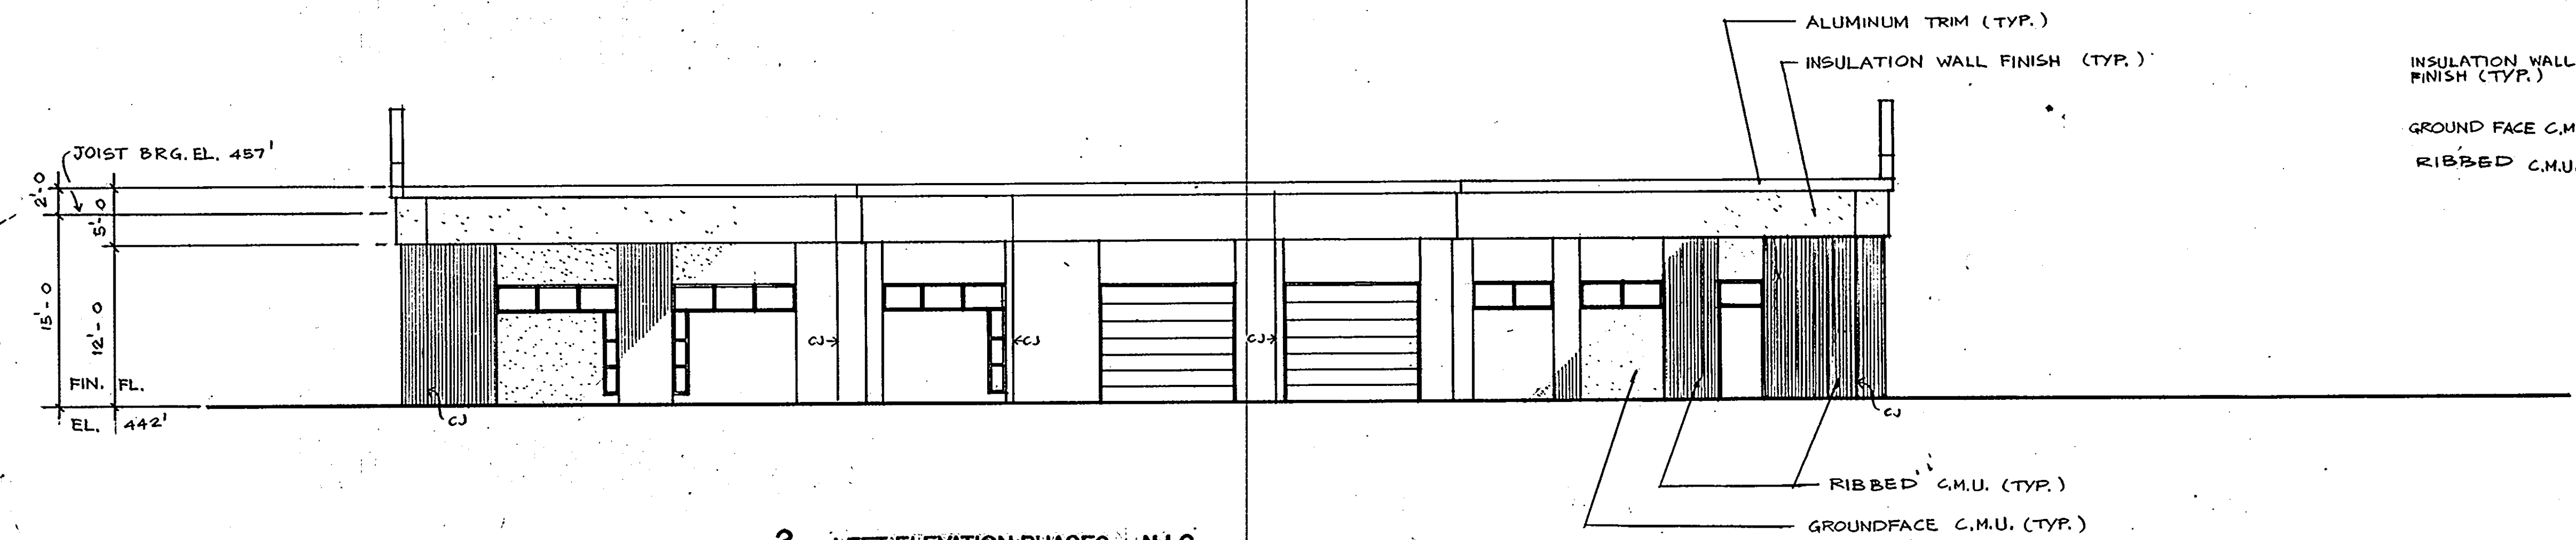 ALUMINUM TRIM (TYP.)
INSULATION WALL FINISH (TYP.)
INSULATION WALL
FINISH (TYP.)
GROUND FACE C.M
RIBBED C.M.U.
JOIST BRG. EL. 457'
2'-0
5'-0
15'-0
12'-0
FIN. FL.
EL. 442'
CJ
CJ
CJ
CJ
CJ
RIBBED C.M.U. (TYP.)
GROUNDFACE C.M.U. (TYP.)
3 ELEVATION